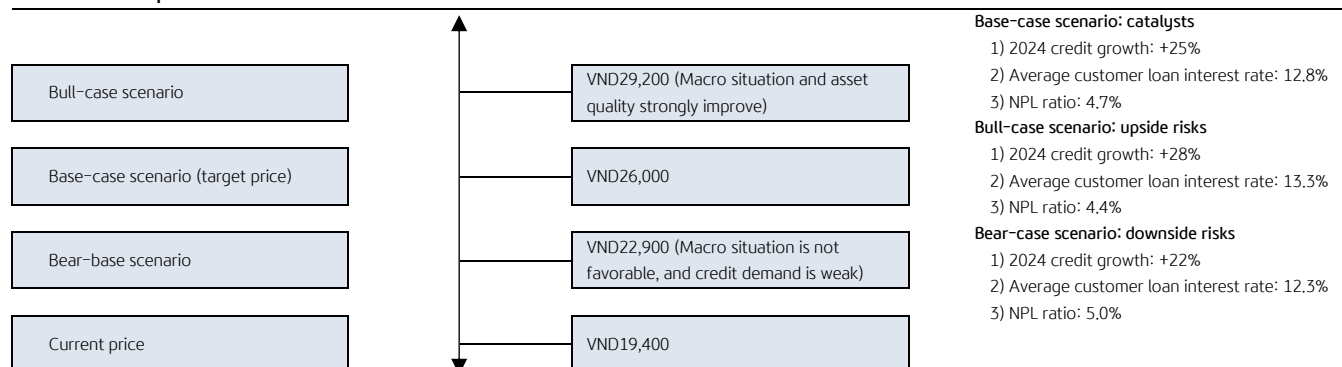 Bull-case scenario
VND29,200 (Macro situation and asset
quality strongly improve)
Base-case scenario (target price)
VND26,000
Bear-base scenario
VND22,900 (Macro situation is not
favorable, and credit demand is weak)
Current price
VND19,400
Base-case scenario: catalysts
1) 2024 credit growth: +25%
2) Average customer loan interest rate: 12.8%
3) NPL ratio: 4.7%
Bull-case scenario: upside risks
1) 2024 credit growth: +28%
2) Average customer loan interest rate: 13.3%
3) NPL ratio: 4.4%
Bear-case scenario: downside risks
1) 2024 credit growth: +22%
2) Average customer loan interest rate: 12.3%
3) NPL ratio: 5.0%